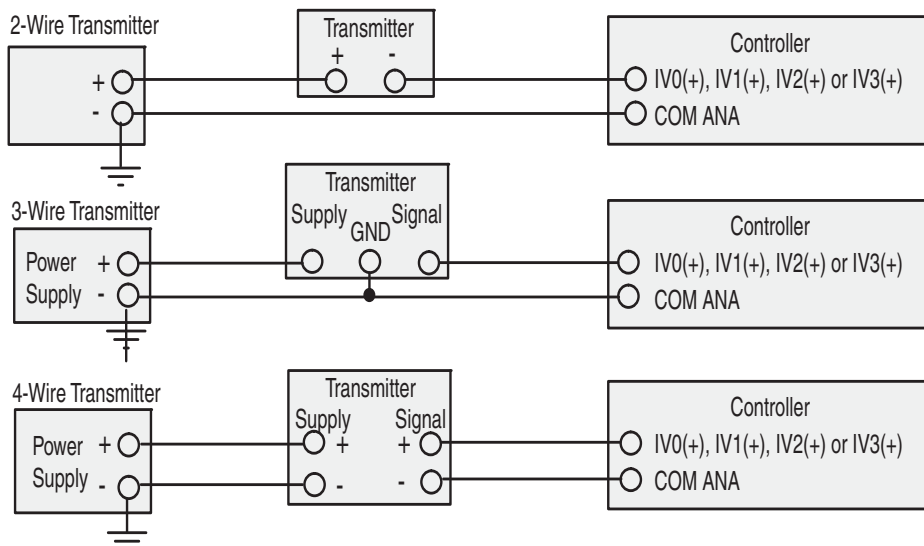 2-Wire Transmitter
+
-
Transmitter
+ -
Controller
IV0(+), IV1(+), IV2(+) or IV3(+)
COM ANA
3-Wire Transmitter
Power
Supply
+
-
Transmitter
Supply GND Signal
Controller
IV0(+), IV1(+), IV2(+) or IV3(+)
COM ANA
4-Wire Transmitter
Power
Supply
+
-
Transmitter
Supply Signal
+ +
- -
Controller
IV0(+), IV1(+), IV2(+) or IV3(+)
COM ANA